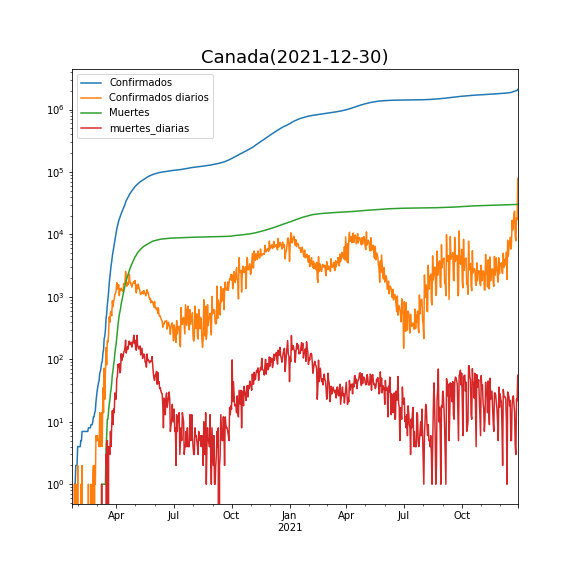 Canada(2021-12-30)
Confirmados
Confirmados diarios
Muertes
muertes_diarias
10^6
10^5
10^4
10^3
10^2
10^1
10^0
Apr Jul Oct Jan Apr Jul Oct
2021